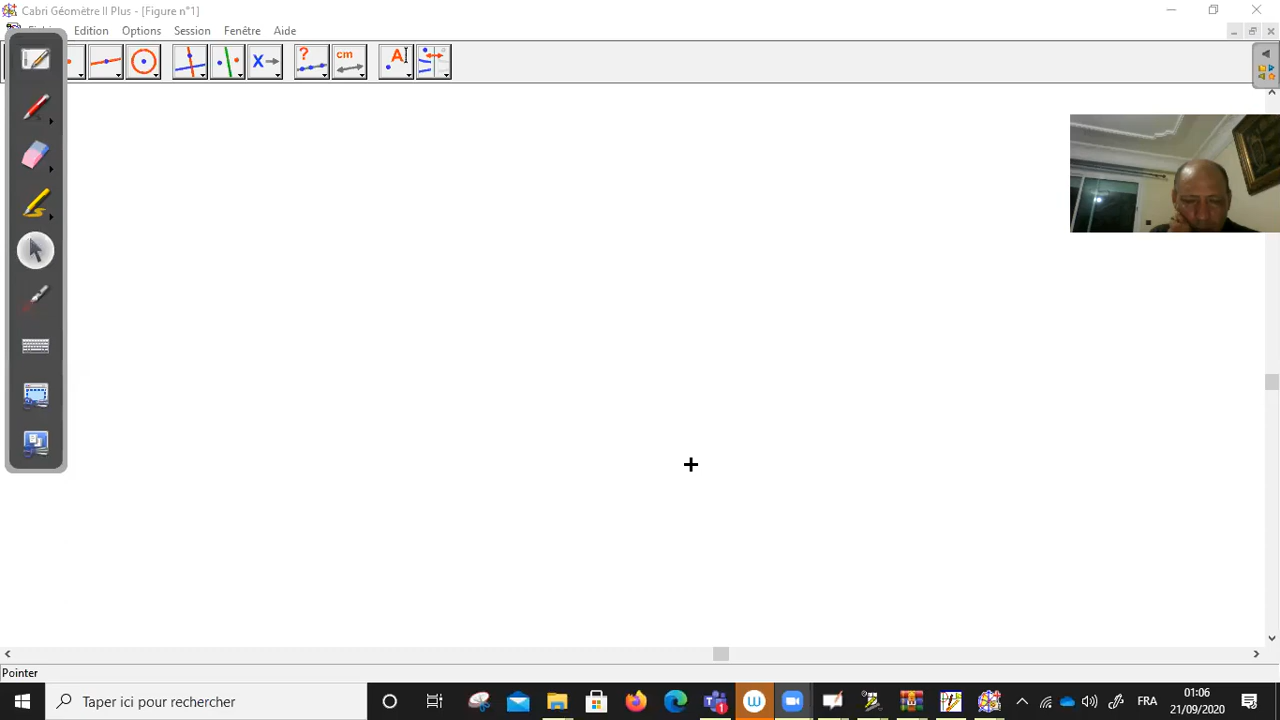 Cabri Géomètre II Plus - [Figure n°1]
Edition Options Session Fenêtre Aide
X ? cm A
Pointer
Taper ici pour rechercher
W
1
FRA
01:06
21/09/2020